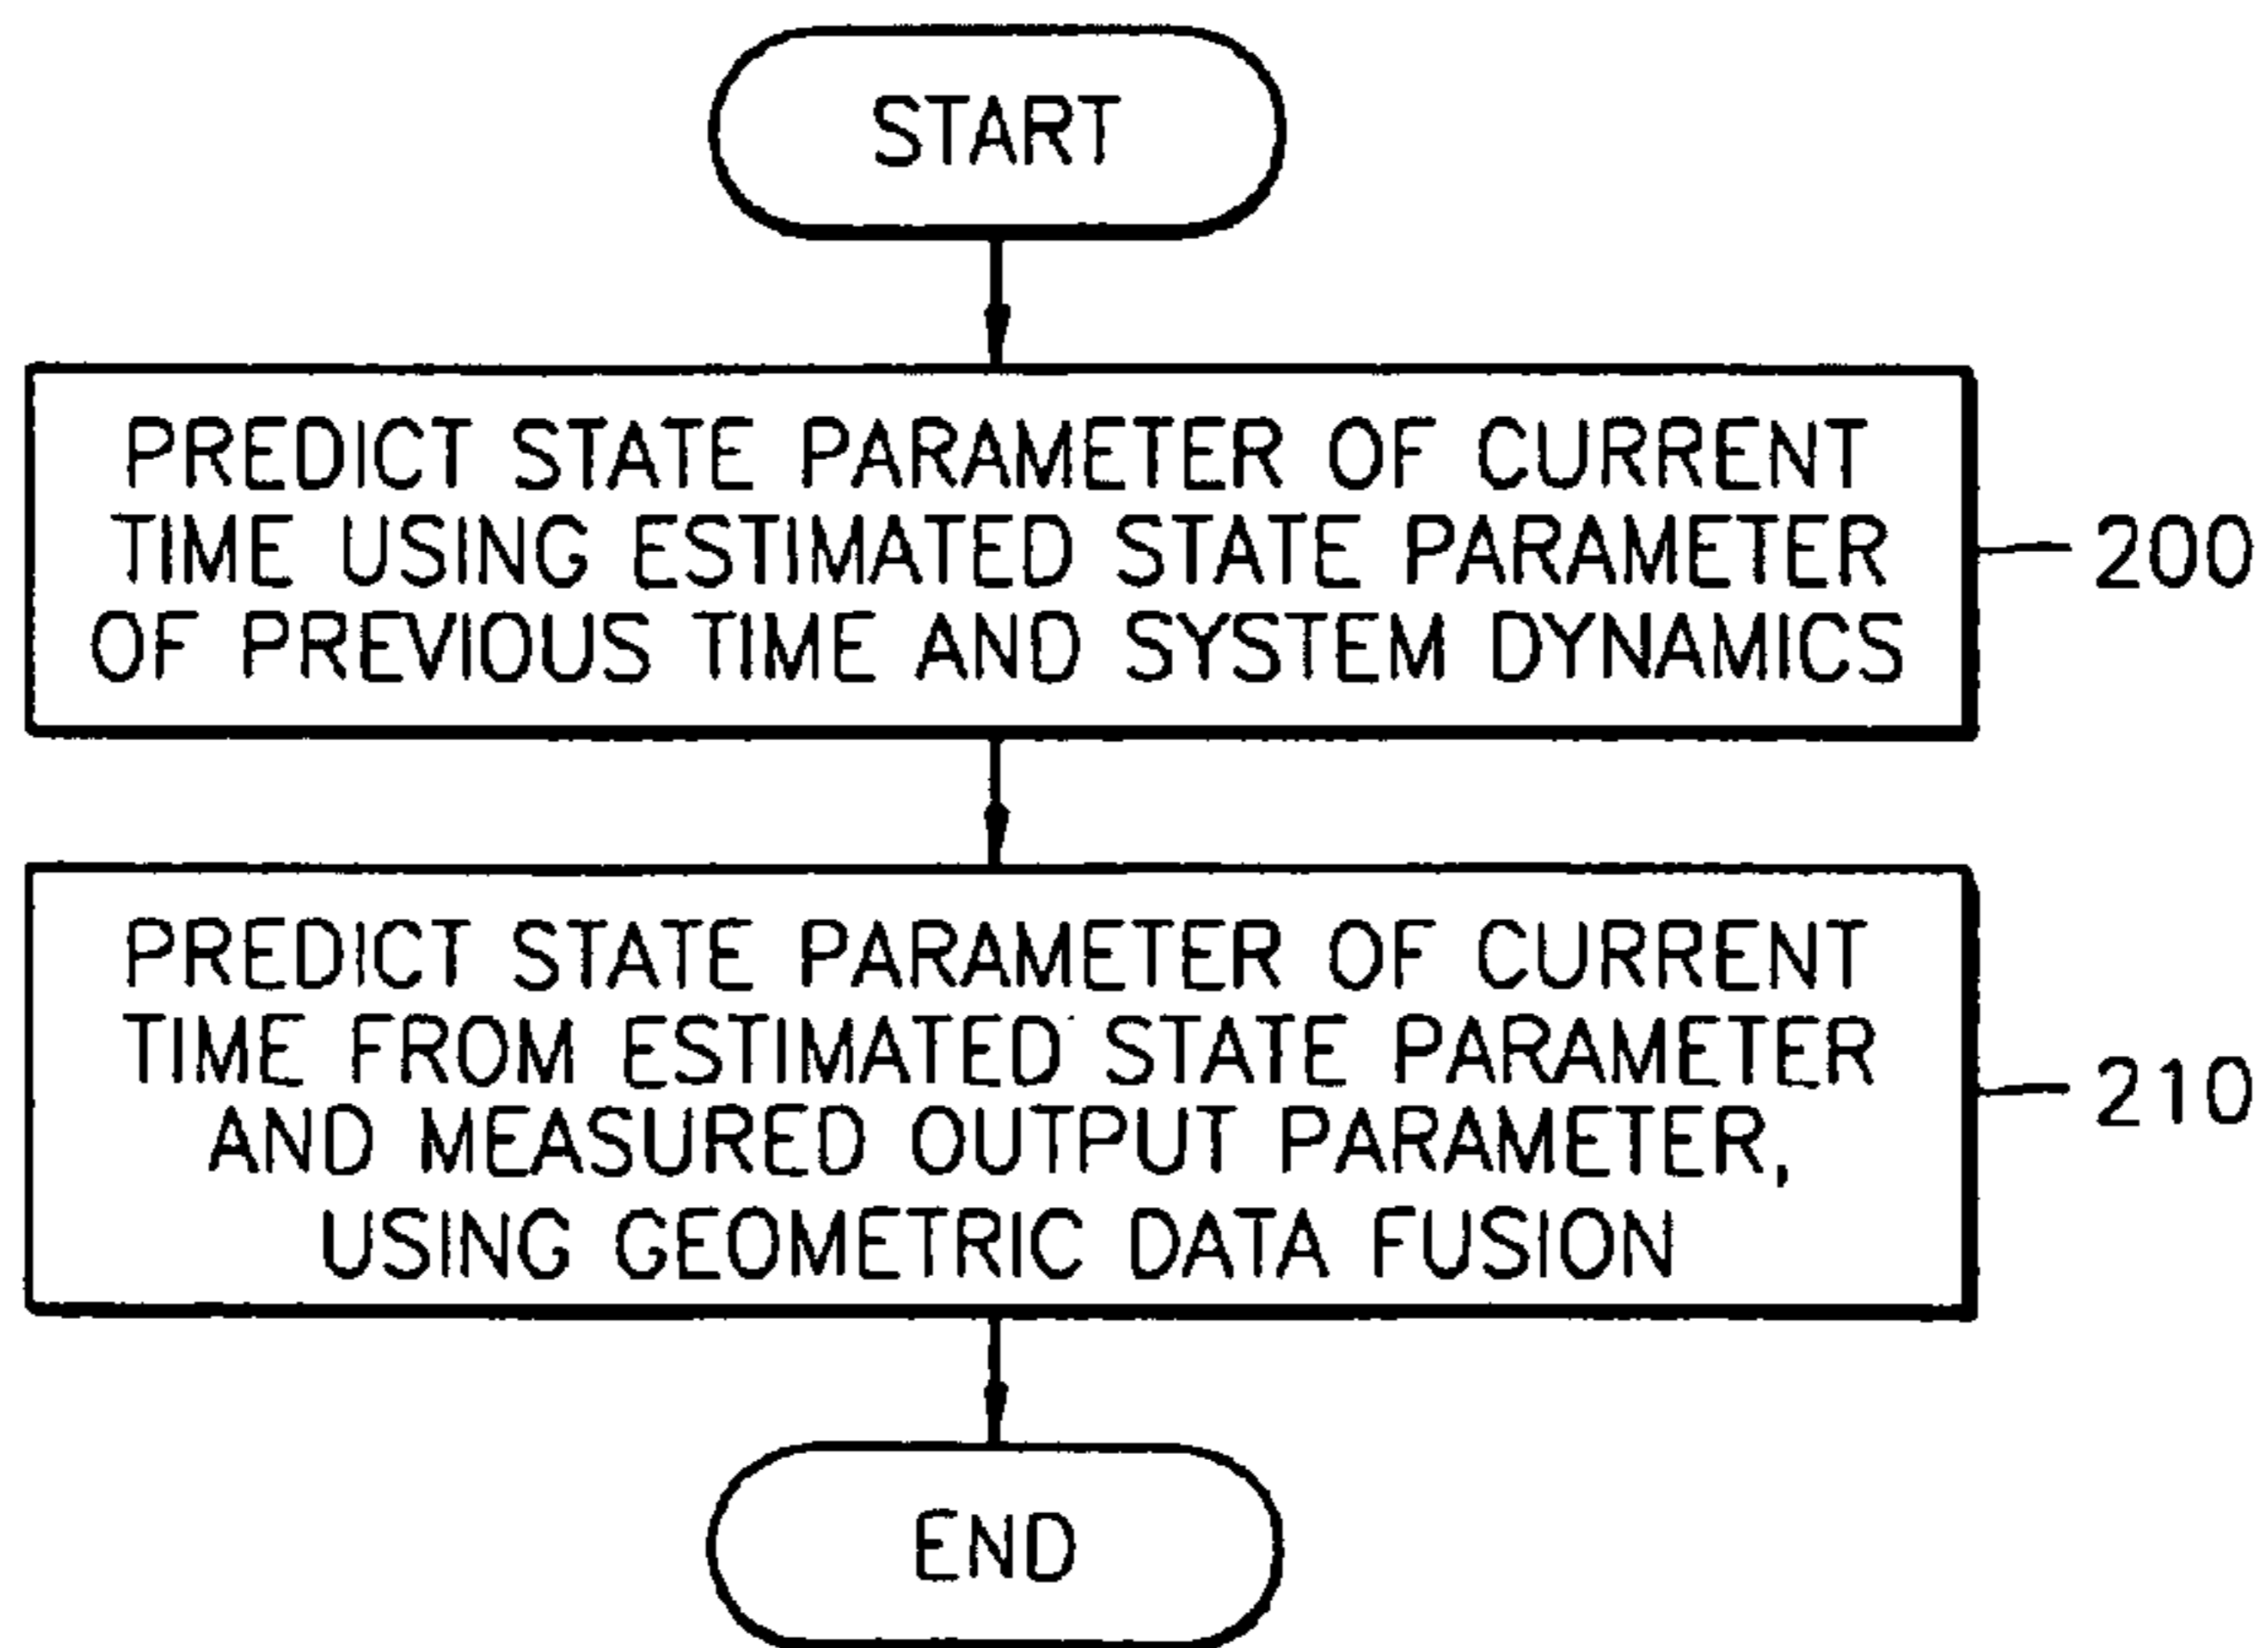 START
PREDICT STATE PARAMETER OF CURRENT
TIME USING ESTIMATED STATE PARAMETER
OF PREVIOUS TIME AND SYSTEM DYNAMICS
200
PREDICT STATE PARAMETER OF CURRENT
TIME FROM ESTIMATED STATE PARAMETER
AND MEASURED OUTPUT PARAMETER,
USING GEOMETRIC DATA FUSION
210
END